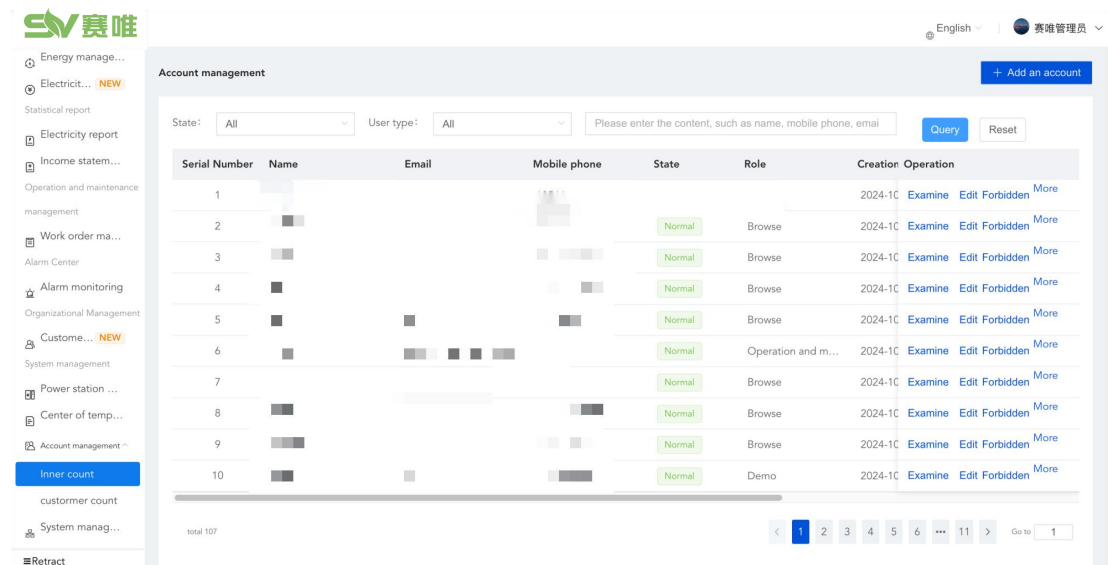 SV赛唯
English
赛唯管理员
Energy manage...
Electricit... NEW
Statistical report
Electricity report
Income statem...
Operation and maintenance
management
Work order ma...
Alarm Center
Alarm monitoring
Organizational Management
Custome... NEW
System management
Power station ...
Center of temp...
Account management
Inner count
custormer count
System manag...
Retract
Account management
+ Add an account
State: All User type: All Please enter the content, such as name, mobile phone, emai Query Reset
Serial Number Name Email Mobile phone State Role Creation Operation
1 2024-10 Examine Edit Forbidden More
2 Normal Browse 2024-10 Examine Edit Forbidden More
3 Normal Browse 2024-10 Examine Edit Forbidden More
4 Normal Browse 2024-10 Examine Edit Forbidden More
5 Normal Browse 2024-10 Examine Edit Forbidden More
6 Normal Operation and m... 2024-10 Examine Edit Forbidden More
7 Normal Browse 2024-10 Examine Edit Forbidden More
8 Normal Browse 2024-10 Examine Edit Forbidden More
9 Normal Browse 2024-10 Examine Edit Forbidden More
10 Normal Demo 2024-10 Examine Edit Forbidden More
total 107
< 1 2 3 4 5 6 ••• 11 > Go to 1